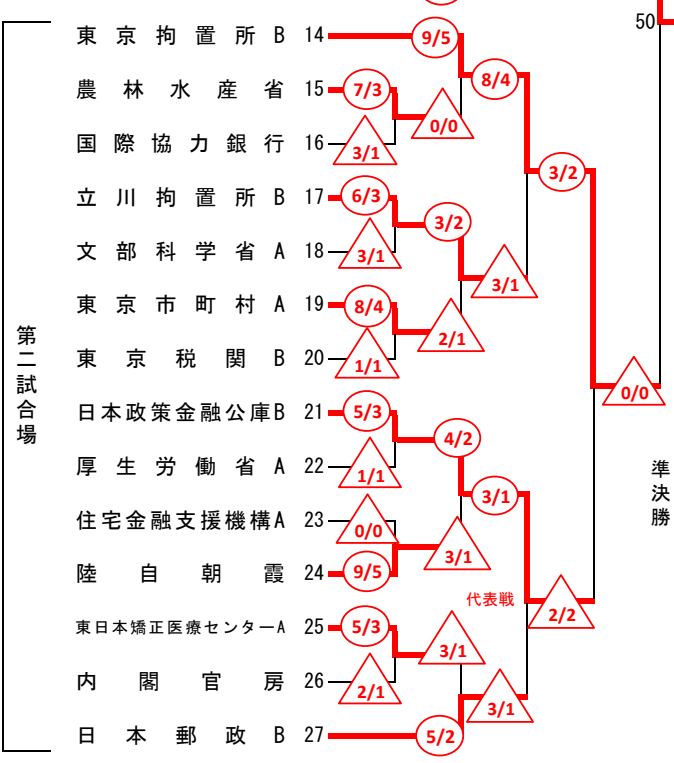 50
東京拘置所B 14 9/5
8/4
農林水産省 15 7/3
0/0
国際協力銀行 16 3/1
3/2
立川拘置所B 17 6/3
3/2
文部科学省A 18 3/1
3/1
東京市町村A 19 8/4
2/1
東京税関B 20 1/1
第二試合場
0/0
日本政策金融公庫B 21 5/3
4/2
厚生労働省A 22 1/1
3/1
準決勝
住宅金融支援機構A 23 0/0
3/1
陸自朝霞 24 9/5
代表戦
2/2
東日本矯正医療センターA 25 5/3
3/1
内閣官房 26 2/1
3/1
日本郵政B 27 5/2